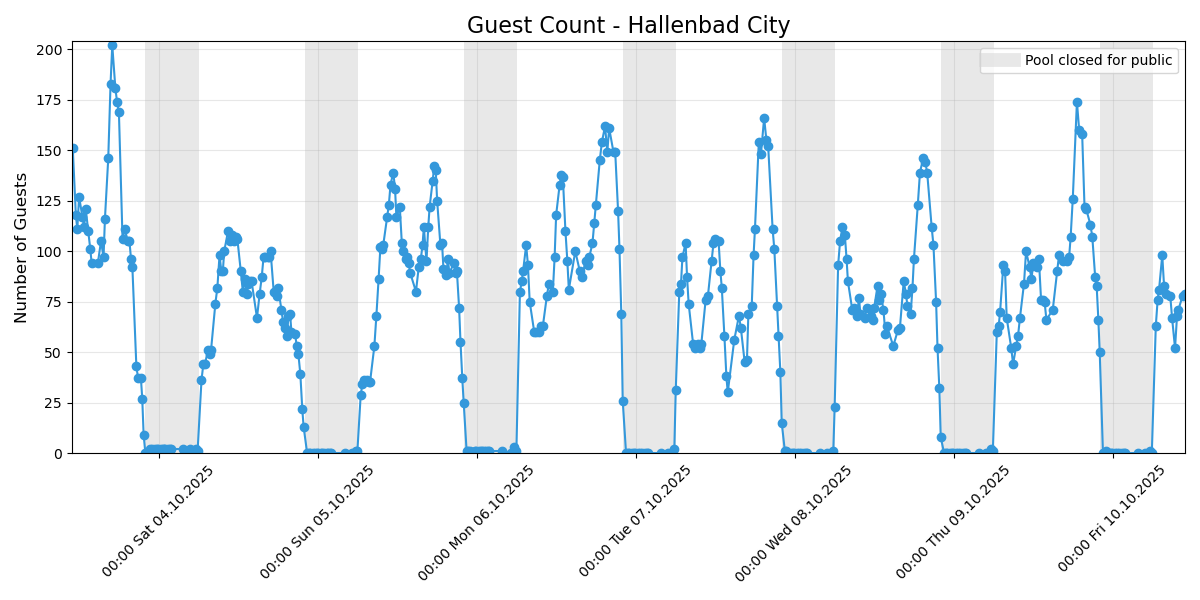 Guest Count - Hallenbad City
Pool closed for public
Number of Guests
200
175
150
125
100
75
50
25
0
00:00 Sat 04.10.2025
00:00 Sun 05.10.2025
00:00 Mon 06.10.2025
00:00 Tue 07.10.2025
00:00 Wed 08.10.2025
00:00 Thu 09.10.2025
00:00 Fri 10.10.2025